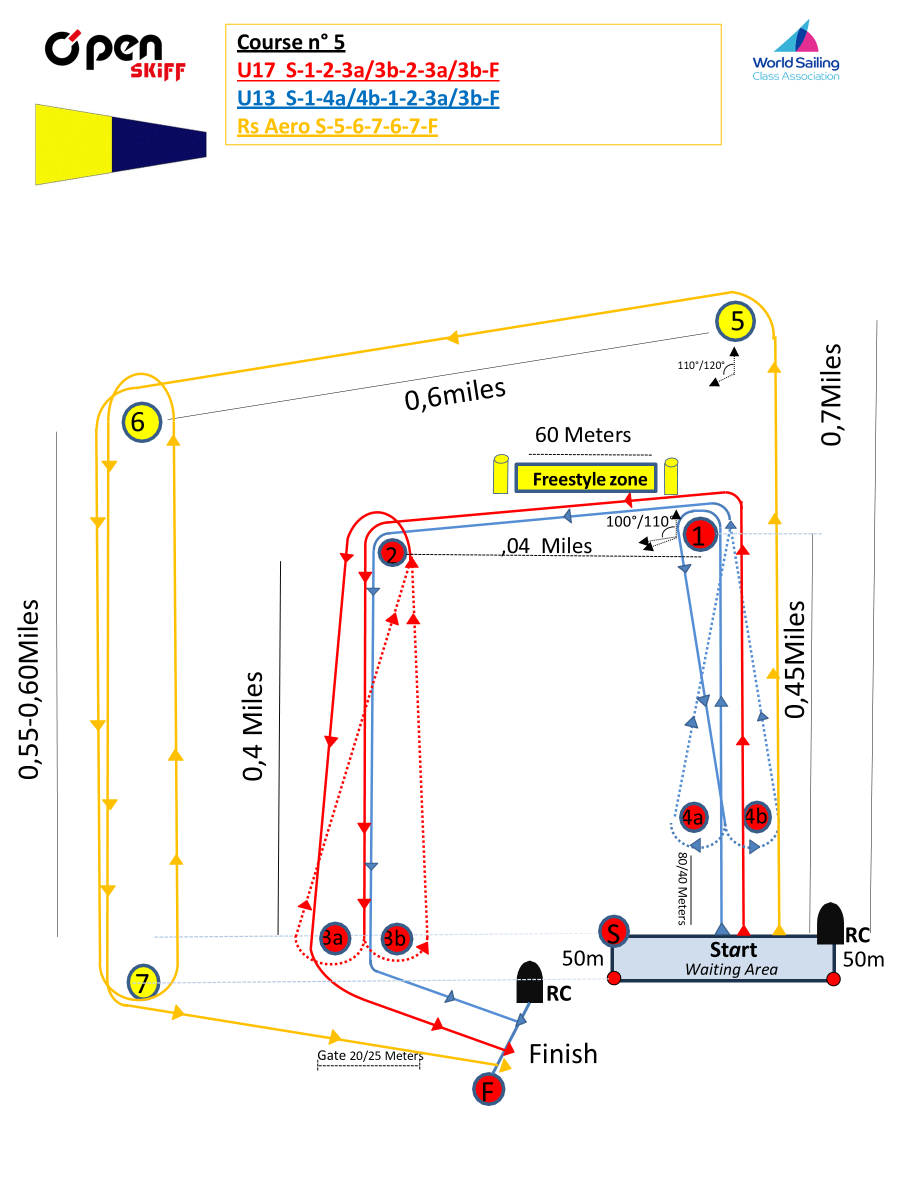 Open
SKiFF
Course n° 5
U17 S-1-2-3a/3b-2-3a/3b-F
U13 S-1-4a/4b-1-2-3a/3b-F
Rs Aero S-5-6-7-6-7-F
World Sailing
Class Association
5
110°/120°
0,6miles
0,7Miles
6
60 Meters
Freestyle zone
100°/110°
1
,04 Miles
2
0,55-0,60Miles
0,4 Miles
0,45Miles
4a
4b
80/40 Meters
3a
3b
S
Start
Waiting Area
RC
50m
50m
7
RC
Finish
Gate 20/25 Meters
F